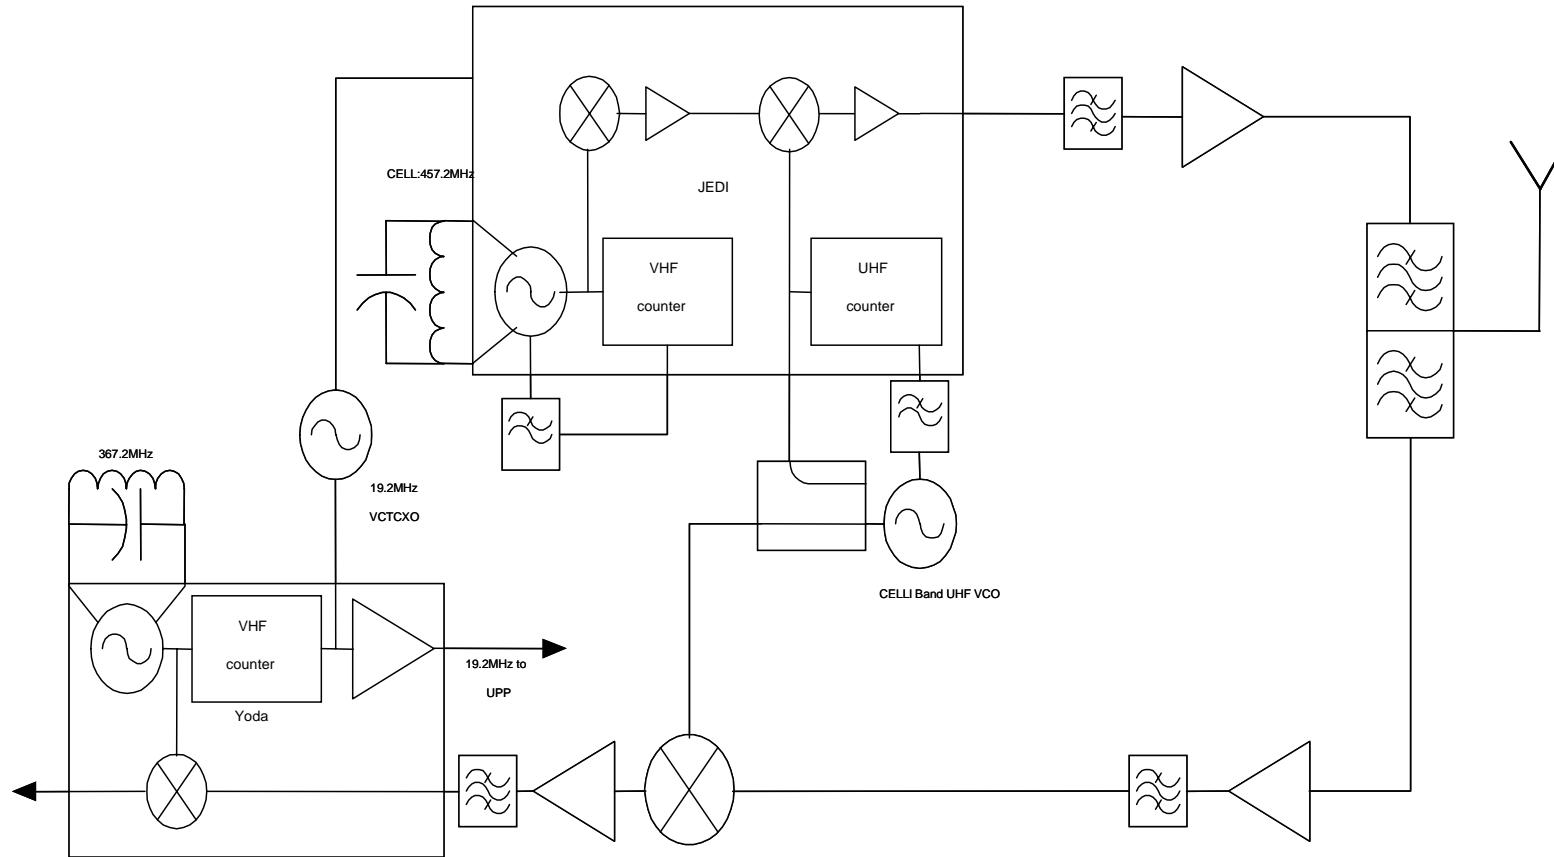 CELL:457.2MHz
JEDI
VHF
counter
UHF
counter
367.2MHz
19.2MHz
VCTCXO
CELLI Band UHF VCO
VHF
counter
Yoda
19.2MHz to
UPP